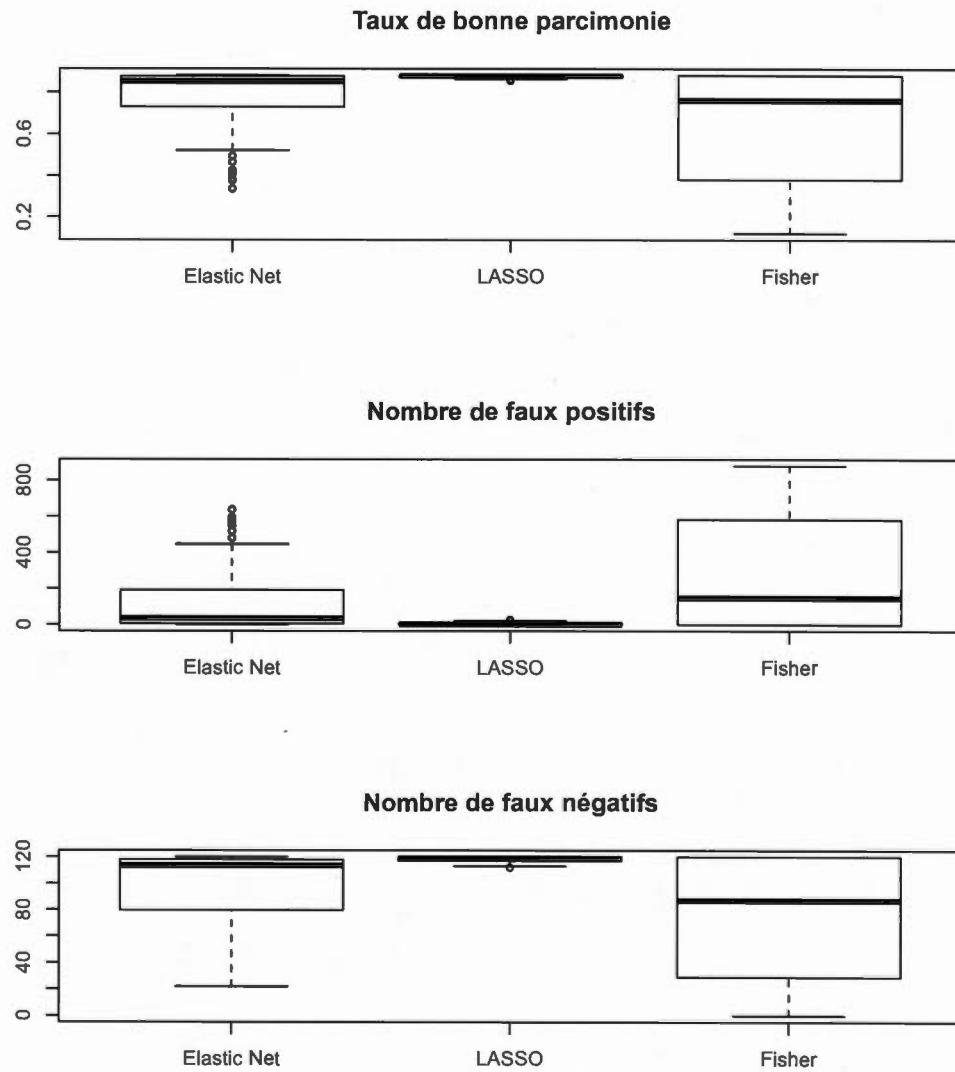 Taux de bonne parcimonie
0.6
0.2
Elastic Net LASSO Fisher
Nombre de faux positifs
800
400
0
Elastic Net LASSO Fisher
Nombre de faux négatifs
120
80
40
0
Elastic Net LASSO Fisher